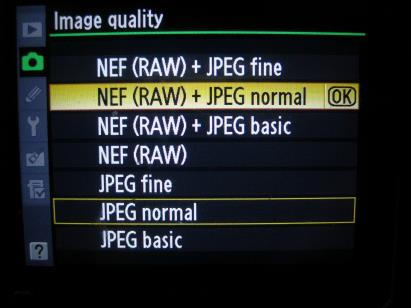 Image quality
NEF (RAW) + JPEG fine
NEF (RAW) + JPEG normal OK
NEF (RAW) + JPEG basic
NEF (RAW)
JPEG fine
JPEG normal
JPEG basic
?